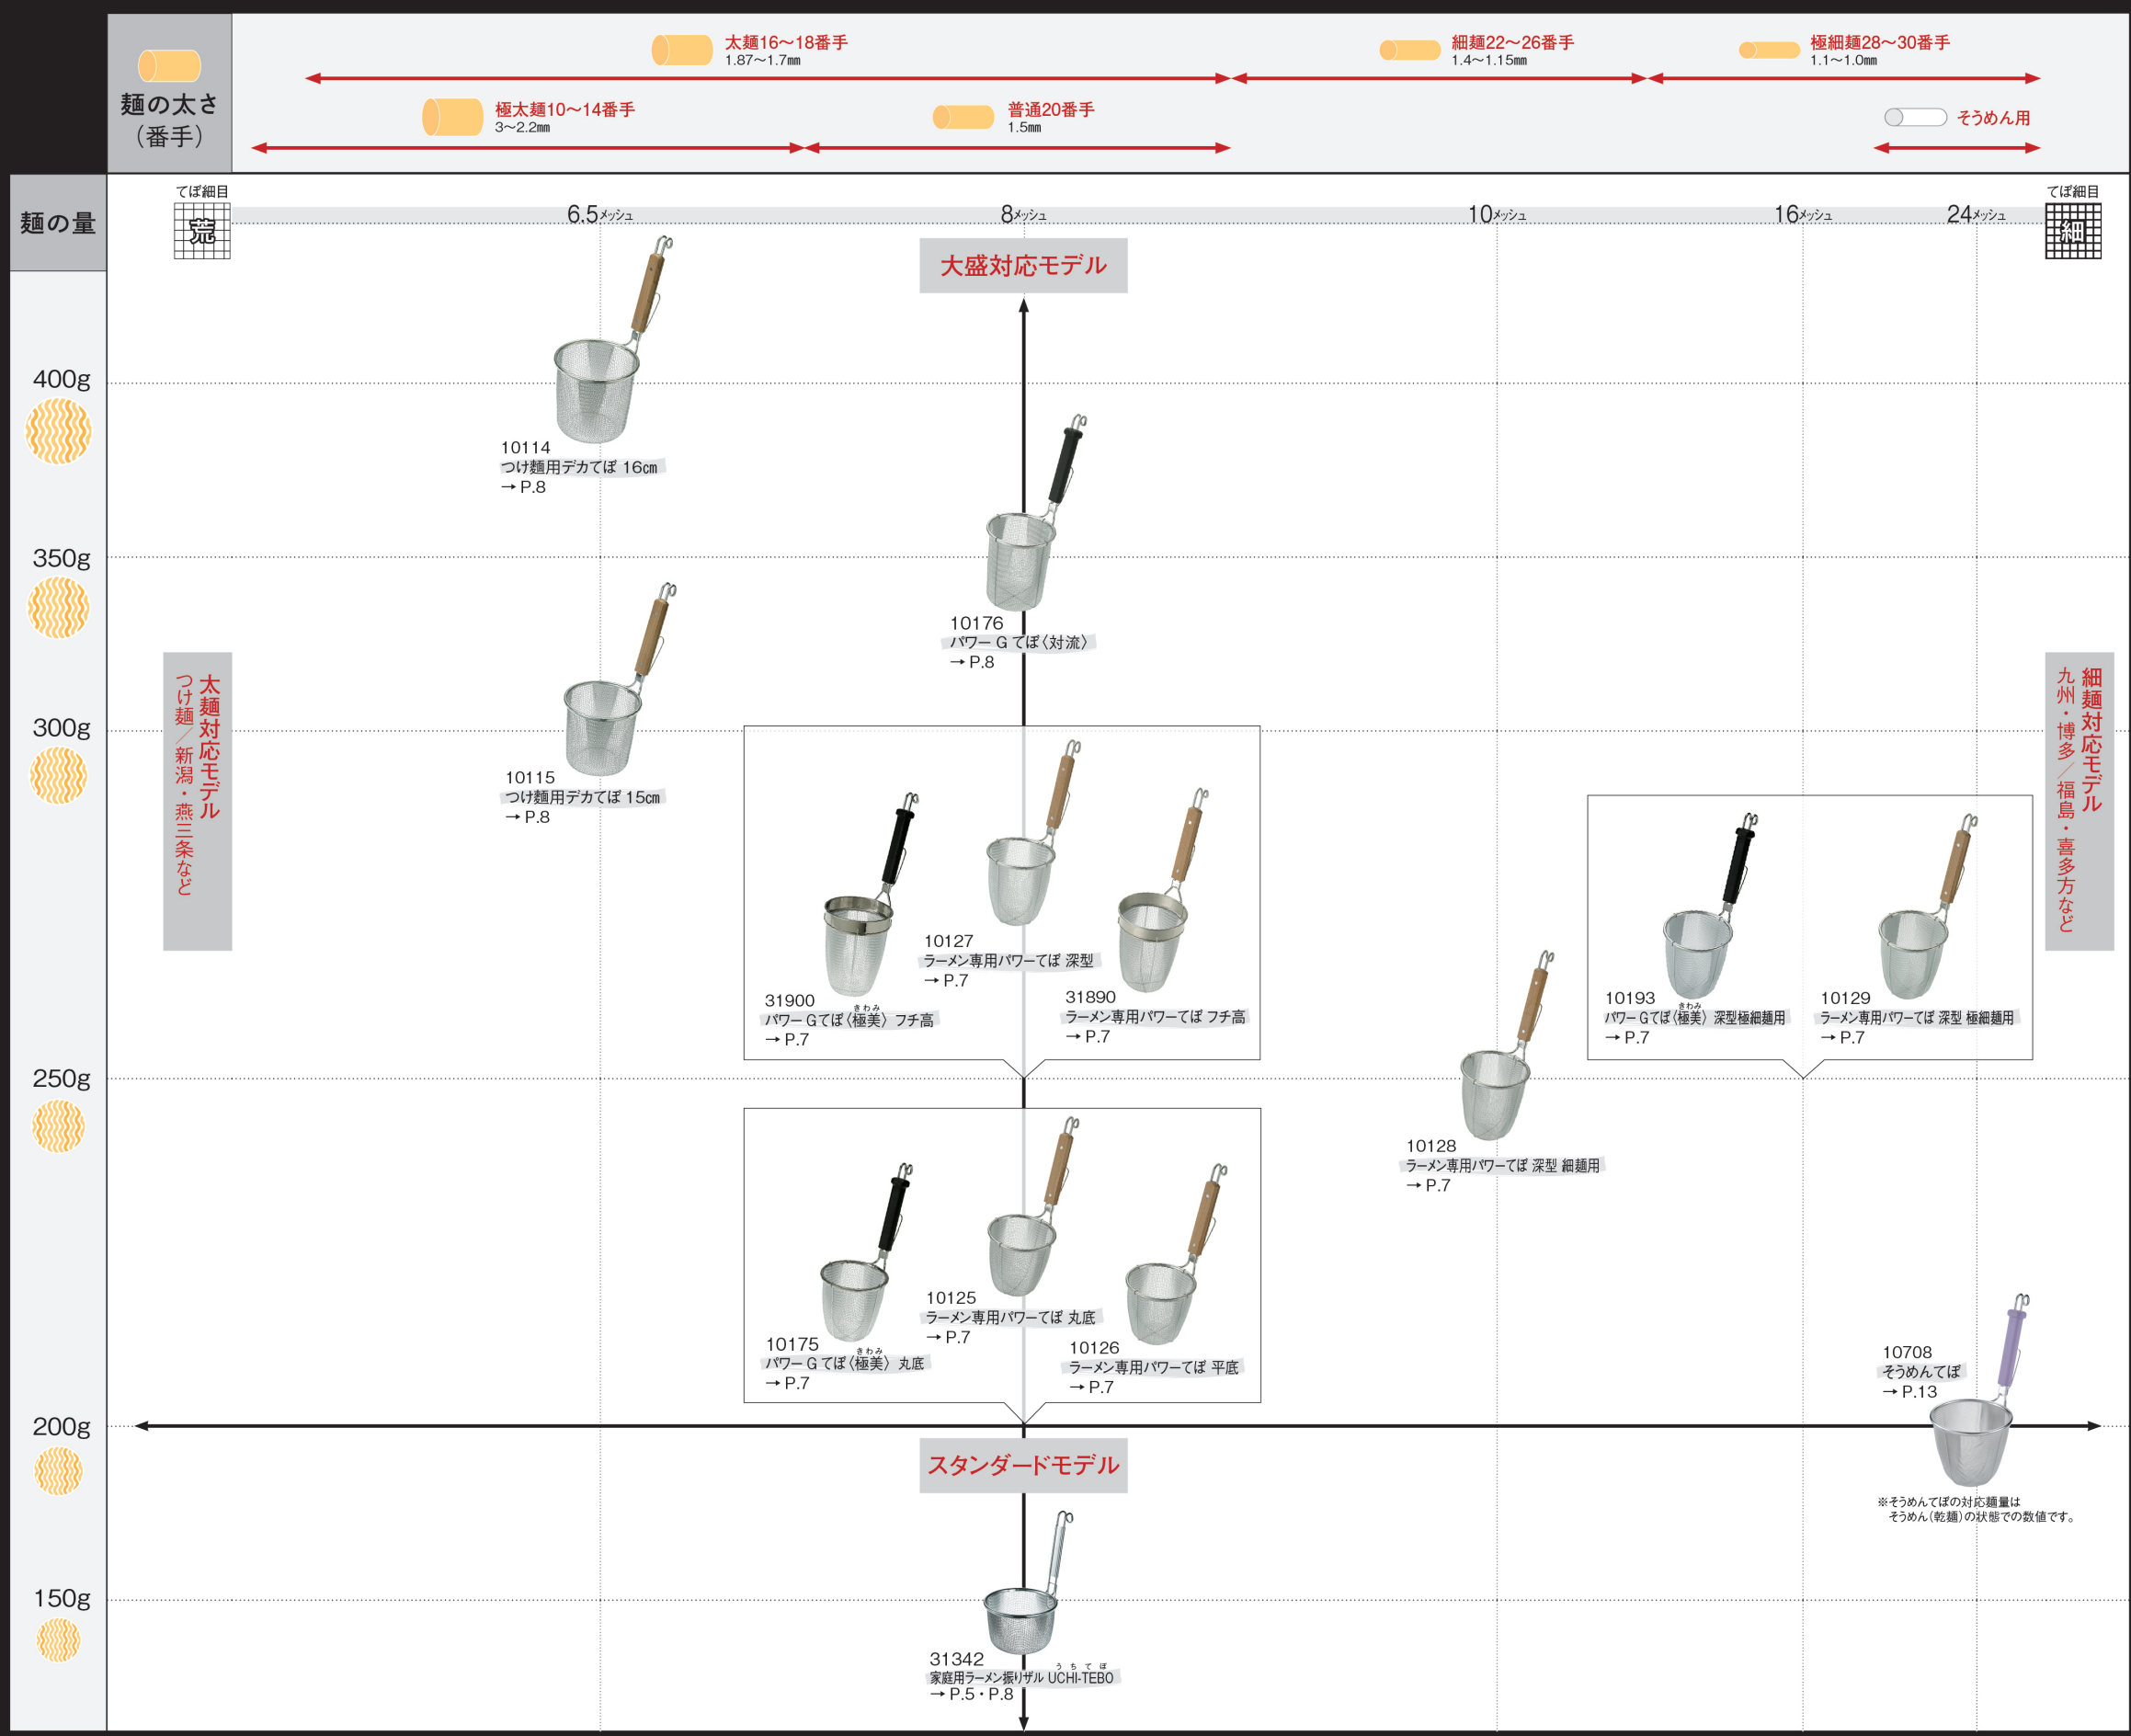 麺の太さ
（番手）
太麺16〜18番手
1.87〜1.7㎜
細麺22〜26番手
1.4〜1.15㎜
極細麺28〜30番手
1.1〜1.0㎜
極太麺10〜14番手
3〜2.2㎜
普通20番手
1.5㎜
そうめん用
麺の量
てぼ細目
荒
6.5メッシュ
8メッシュ
10メッシュ
16メッシュ
24メッシュ
てぼ細目
細
大盛対応モデル
400g
10114
つけ麺用デカてぼ 16㎝
→ P.8
350g
10176
パワー G てぼ〈対流〉
→ P.8
300g
10115
つけ麺用デカてぼ 15㎝
→ P.8
太麺対応モデル
つけ麺／新潟・燕三条など
細麺対応モデル
九州・博多／福島・喜多方など
31900
きわみ
パワー Gてぼ〈極美〉 フチ高
→ P.7
10127
ラーメン専用パワーてぼ 深型
→ P.7
31890
ラーメン専用パワーてぼ フチ高
→ P.7
10193
きわみ
パワー Gてぼ〈極美〉 深型極細麺用
→ P.7
10129
ラーメン専用パワーてぼ 深型 極細麺用
→ P.7
250g
10128
ラーメン専用パワーてぼ 深型 細麺用
→ P.7
10175
きわみ
パワー G てぼ〈極美〉 丸底
→ P.7
10125
ラーメン専用パワーてぼ 丸底
→ P.7
10126
ラーメン専用パワーてぼ 平底
→ P.7
10708
そうめんてぼ
→ P.13
※そうめんてぼの対応麺量は
そうめん（乾麺）の状態での数値です。
200g
スタンダードモデル
150g
31342
うちてぼ
家庭用ラーメン振りザル UCHI-TEBO
→ P.5・P.8